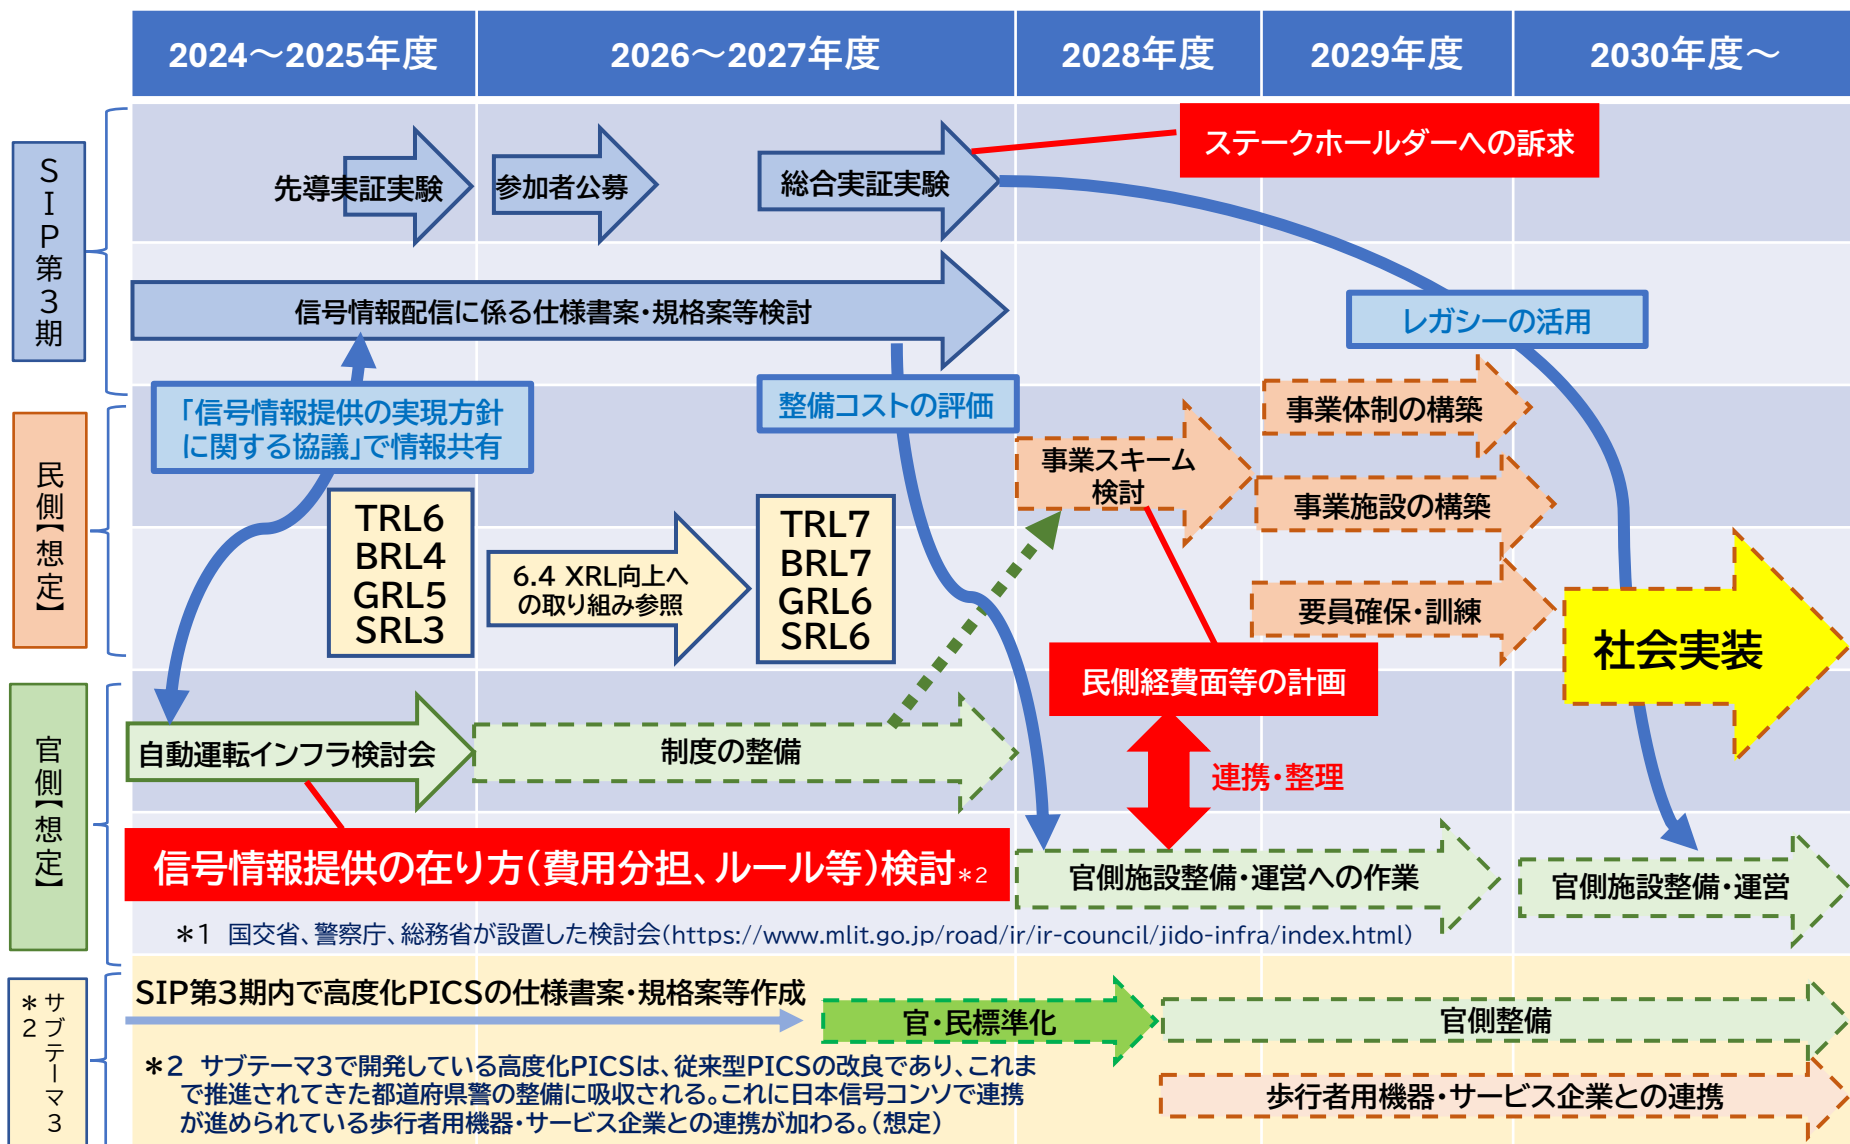 2024～2025年度
2026～2027年度
2028年度
2029年度
2030年度～
SIP第3期
先導実証実験
参加者公募
総合実証実験
ステークホールダーへの訴求
信号情報配信に係る仕様書案・規格案等検討
レガシーの活用
民側【想定】
「信号情報提供の実現方針
に関する協議」で情報共有
整備コストの評価
事業スキーム
検討
事業体制の構築
事業施設の構築
要員確保・訓練
TRL6
BRL4
GRL5
SRL3
6.4 XRL向上へ
の取り組み参照
TRL7
BRL7
GRL6
SRL6
社会実装
民側経費面等の計画
官側【想定】
自動運転インフラ検討会
制度の整備
連携・整理
信号情報提供の在り方（費用分担、ルール等）検討*2
官側施設整備・運営への作業
官側施設整備・運営
*1　国交省、警察庁、総務省が設置した検討会（https://www.mlit.go.jp/road/ir/ir-council/jido-infra/index.html）
サブテーマ3
*2
SIP第3期内で高度化PICSの仕様書案・規格案等作成
官・民標準化
官側整備
*2　サブテーマ3で開発している高度化PICSは、従来型PICSの改良であり、これま
で推進されてきた都道府県警の整備に吸収される。これに日本信号コンソで連携
が進められている歩行者用機器・サービス企業との連携が加わる。（想定）
歩行者用機器・サービス企業との連携